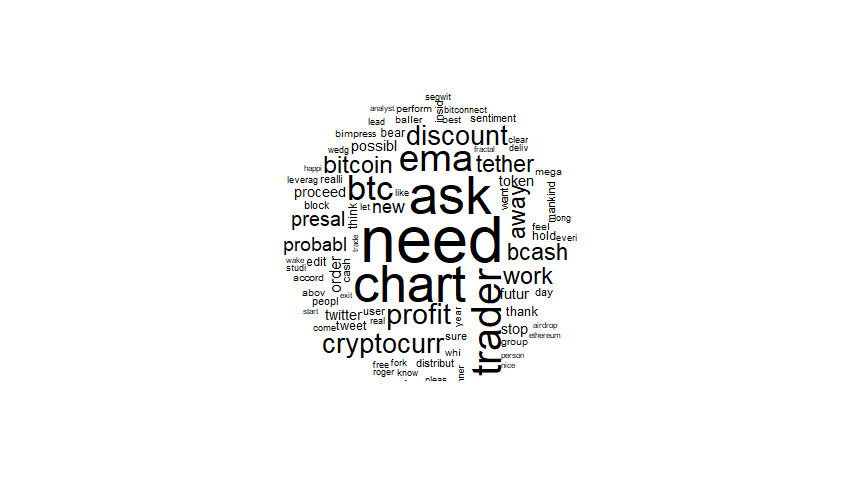 segwit
analyst perform insid bitconnect
lead baller best sentiment
bimpress bear discount clear
wedg possibl fractal deliv
happi bitcoin ema tether mega
leverag realli btc like ask token
proceed let new want away mankind
block think long
presal need feel
probabl trade hold everi
wake edit order cash bcash
studi chart work
accord
abov exit trader futur day
peopl
start twitter user profit year thank
real airdrop
come tweet stop ethereum
cryptocurr sure group
whi person
free fork distribut nice
roger know
pleas